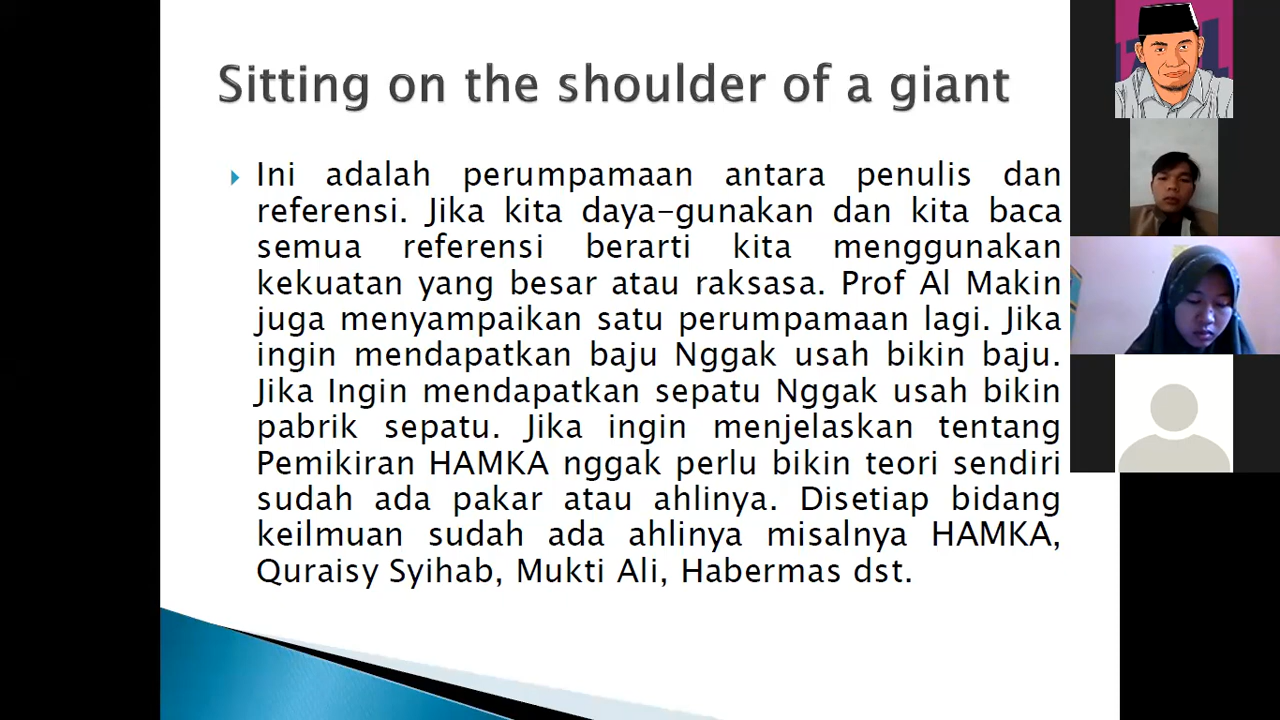 Sitting on the shoulder of a giant
Ini adalah perumpamaan antara penulis dan
referensi. Jika kita daya-gunakan dan kita baca
semua referensi berarti kita menggunakan
kekuatan yang besar atau raksasa. Prof Al Makin
juga menyampaikan satu perumpamaan lagi. Jika
ingin mendapatkan baju Nggak usah bikin baju.
Jika Ingin mendapatkan sepatu Nggak usah bikin
pabrik sepatu. Jika ingin menjelaskan tentang
Pemikiran HAMKA nggak perlu bikin teori sendiri
sudah ada pakar atau ahlinya. Disetiap bidang
keilmuan sudah ada ahlinya misalnya HAMKA,
Quraisy Syihab, Mukti Ali, Habermas dst.